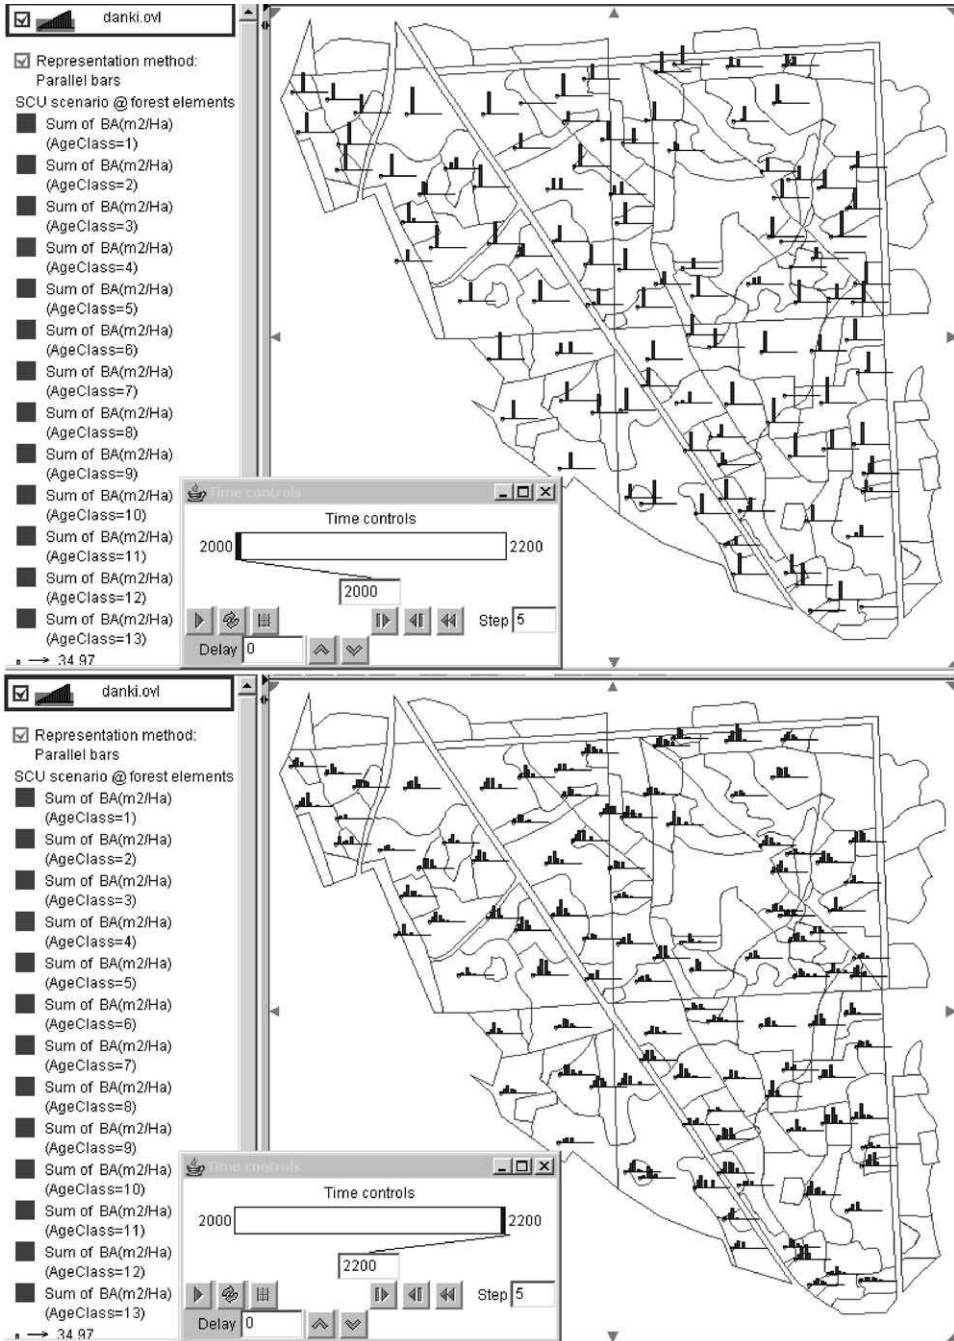 danki.ovl
Representation method:
Parallel bars
SCU scenario @ forest elements
Sum of BA(m2/Ha)
(AgeClass=1)
Sum of BA(m2/Ha)
(AgeClass=2)
Sum of BA(m2/Ha)
(AgeClass=3)
Sum of BA(m2/Ha)
(AgeClass=4)
Sum of BA(m2/Ha)
(AgeClass=5)
Sum of BA(m2/Ha)
(AgeClass=6)
Sum of BA(m2/Ha)
(AgeClass=7)
Sum of BA(m2/Ha)
(AgeClass=8)
Sum of BA(m2/Ha)
(AgeClass=9)
Sum of BA(m2/Ha)
(AgeClass=10)
Sum of BA(m2/Ha)
(AgeClass=11)
Sum of BA(m2/Ha)
(AgeClass=12)
Sum of BA(m2/Ha)
(AgeClass=13)
34.97
Time controls
Time controls
2000 2200
2000
Step 5
Delay 0
danki.ovl
Representation method:
Parallel bars
SCU scenario @ forest elements
Sum of BA(m2/Ha)
(AgeClass=1)
Sum of BA(m2/Ha)
(AgeClass=2)
Sum of BA(m2/Ha)
(AgeClass=3)
Sum of BA(m2/Ha)
(AgeClass=4)
Sum of BA(m2/Ha)
(AgeClass=5)
Sum of BA(m2/Ha)
(AgeClass=6)
Sum of BA(m2/Ha)
(AgeClass=7)
Sum of BA(m2/Ha)
(AgeClass=8)
Sum of BA(m2/Ha)
(AgeClass=9)
Sum of BA(m2/Ha)
(AgeClass=10)
Sum of BA(m2/Ha)
(AgeClass=11)
Sum of BA(m2/Ha)
(AgeClass=12)
Sum of BA(m2/Ha)
(AgeClass=13)
34.97
Time controls
Time controls
2000 2200
2200
Step 5
Delay 0